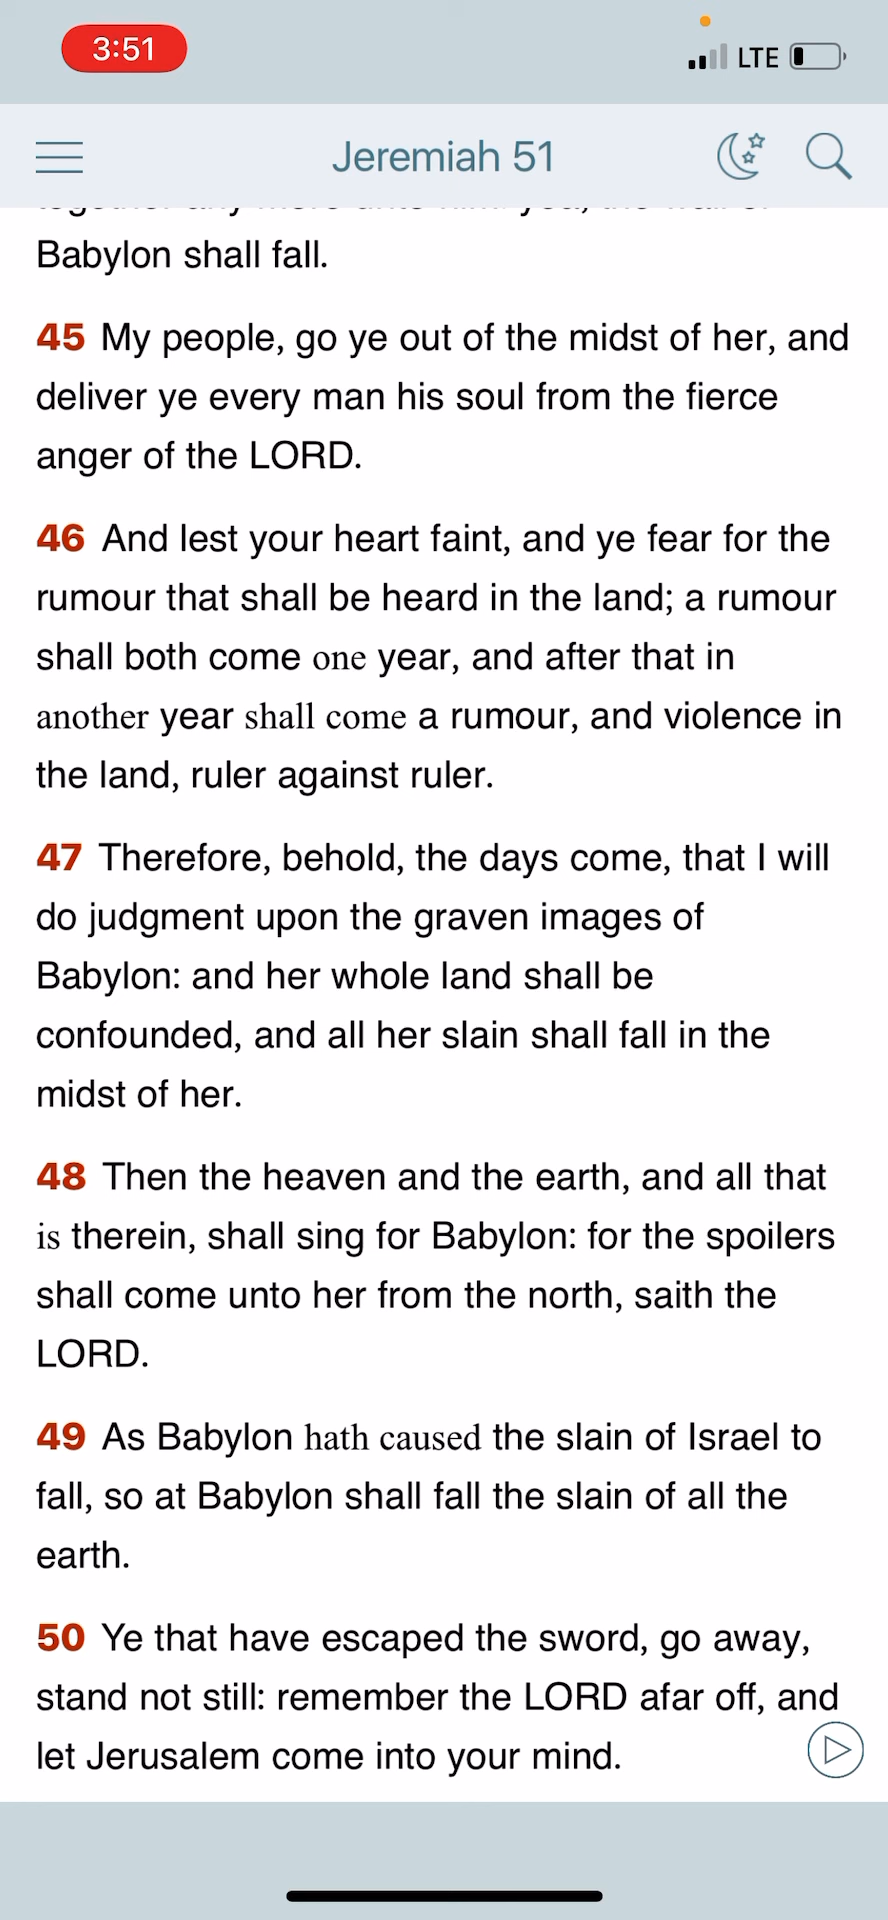 3:51
LTE
Jeremiah 51
Babylon shall fall.
45 My people, go ye out of the midst of her, and
deliver ye every man his soul from the fierce
anger of the LORD.
46 And lest your heart faint, and ye fear for the
rumour that shall be heard in the land; a rumour
shall both come one year, and after that in
another year shall come a rumour, and violence in
the land, ruler against ruler.
47 Therefore, behold, the days come, that I will
do judgment upon the graven images of
Babylon: and her whole land shall be
confounded, and all her slain shall fall in the
midst of her.
48 Then the heaven and the earth, and all that
is therein, shall sing for Babylon: for the spoilers
shall come unto her from the north, saith the
LORD.
49 As Babylon hath caused the slain of Israel to
fall, so at Babylon shall fall the slain of all the
earth.
50 Ye that have escaped the sword, go away,
stand not still: remember the LORD afar off, and
let Jerusalem come into your mind.